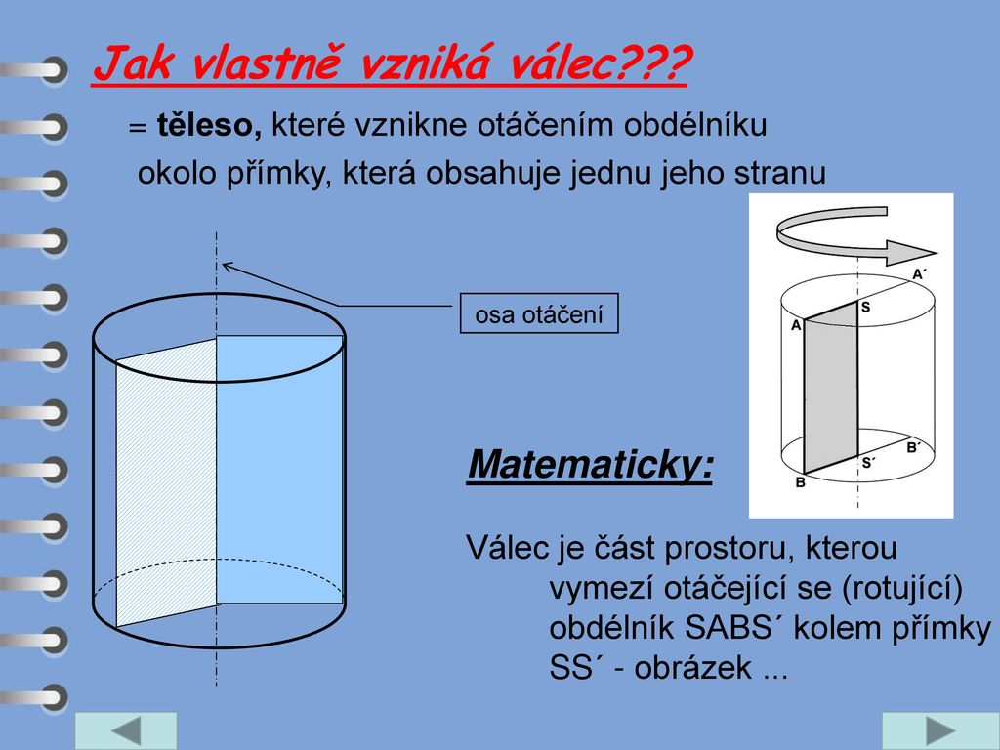 Jak vlastně vzniká válec???
= těleso, které vznikne otáčením obdélníku
okolo přímky, která obsahuje jednu jeho stranu
osa otáčení
A´
S
A
B´
S´
B
Matematicky:
Válec je část prostoru, kterou
vymezí otáčející se (rotující)
obdélník SABS´ kolem přímky
SS´ - obrázek ...